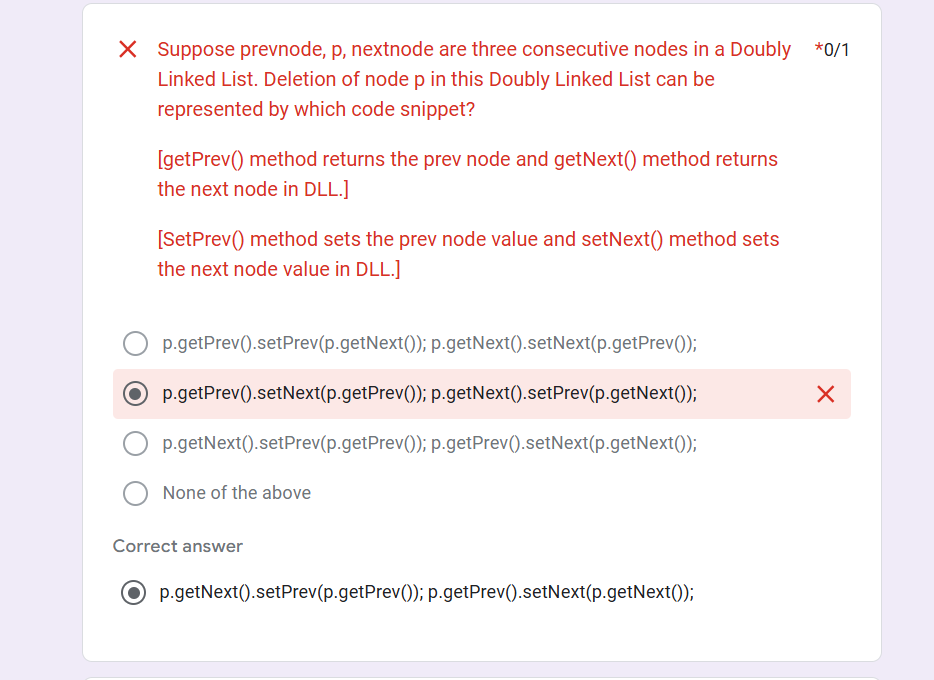 Suppose prevnode, p, nextnode are three consecutive nodes in a Doubly *0/1
Linked List. Deletion of node p in this Doubly Linked List can be
represented by which code snippet?
[getPrev() method returns the prev node and getNext() method returns
the next node in DLL.]
[SetPrev() method sets the prev node value and setNext() method sets
the next node value in DLL.]
p.getPrev().setPrev(p.getNext()); p.getNext().setNext(p.getPrev());
p.getPrev().setNext(p.getPrev()); p.getNext().setPrev(p.getNext());
p.getNext().setPrev(p.getPrev()); p.getPrev().setNext(p.getNext());
None of the above
Correct answer
p.getNext().setPrev(p.getPrev()); p.getPrev().setNext(p.getNext());